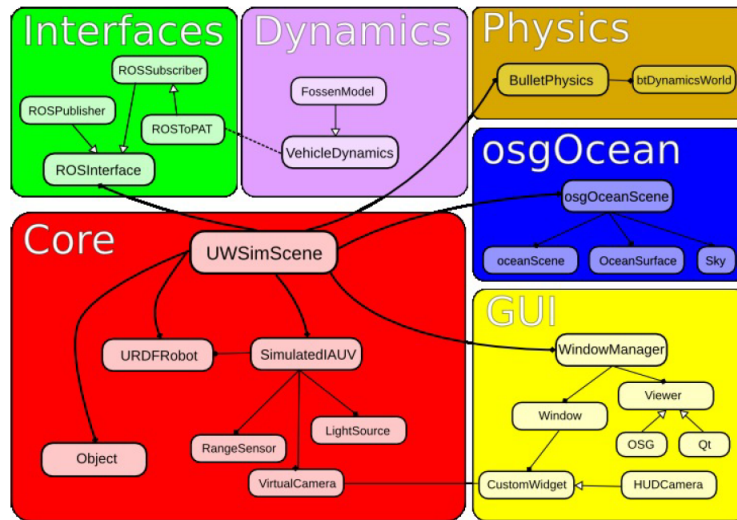 Interfaces
ROSSubscriber
ROSPublisher
ROSToPAT
ROSInterface
Dynamics
FossenModel
VehicleDynamics
Physics
BulletPhysics
btDynamicsWorld
osgOcean
osgOceanScene
oceanScene
OceanSurface
Sky
Core
UWSimScene
URDFRobot
SimulatedIAUV
LightSource
RangeSensor
Object
VirtualCamera
GUI
WindowManager
Viewer
Window
OSG
Qt
CustomWidget
HUDCamera